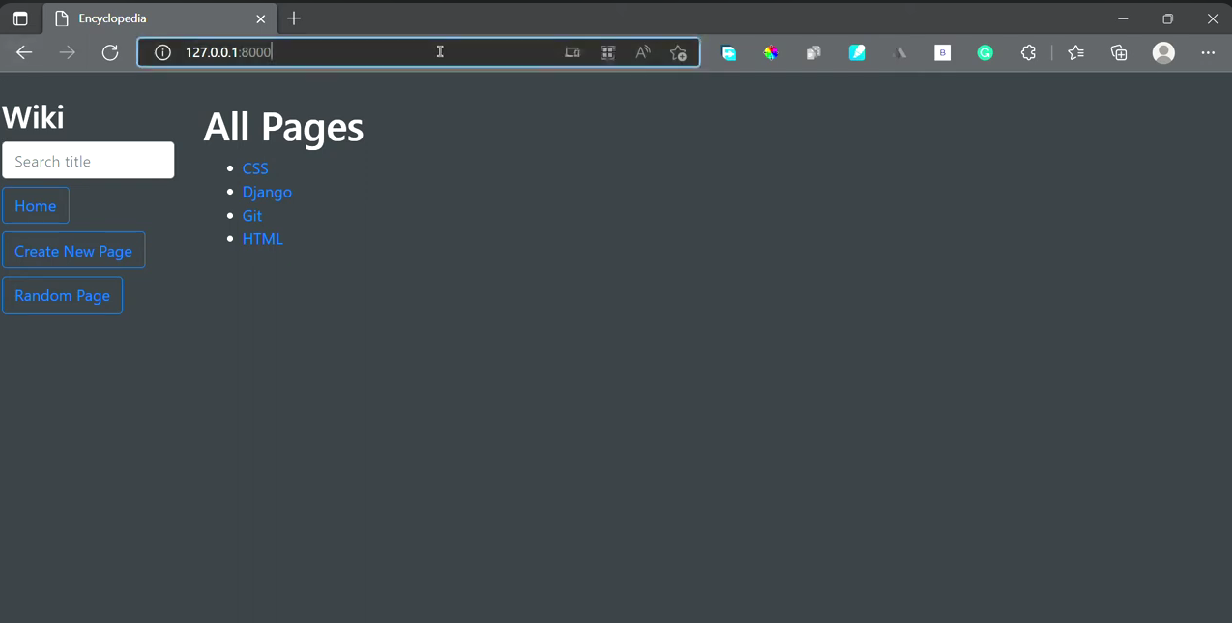 Encyclopedia
127.0.0.1:8000
Wiki
Search title
Home
Create New Page
Random Page
All Pages
CSS
Django
Git
HTML